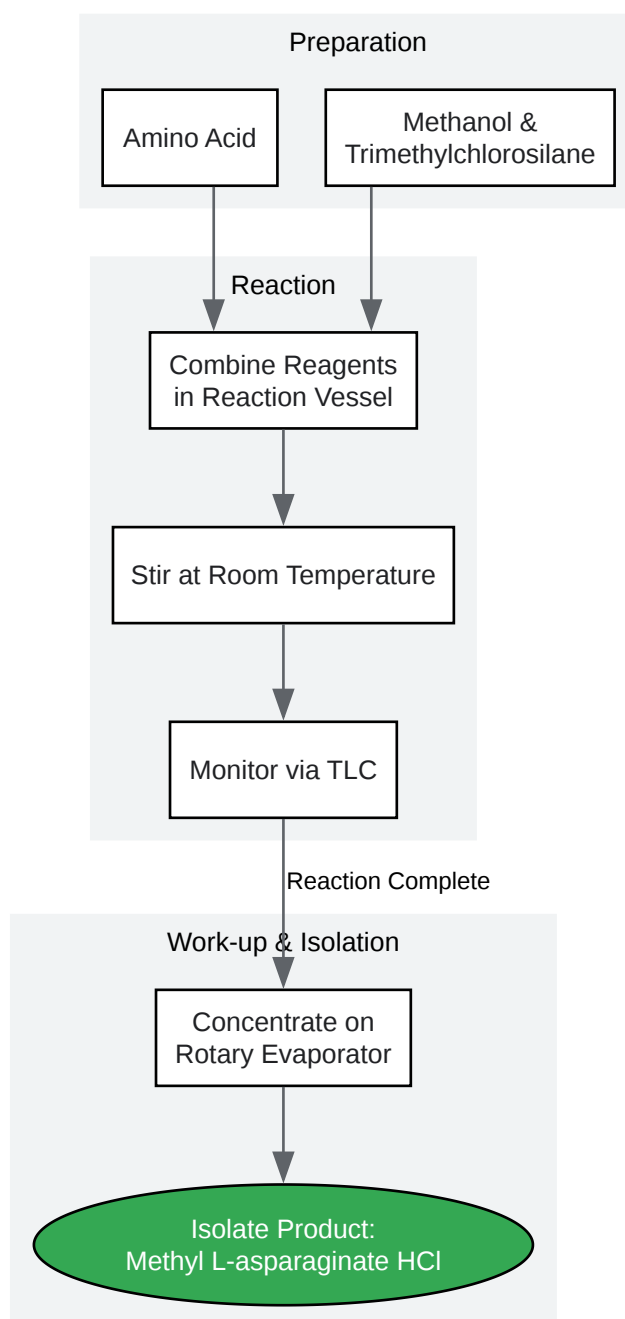 Preparation
Amino Acid
Methanol &
Trimethylchlorosilane
Reaction
Combine Reagents
in Reaction Vessel
Stir at Room Temperature
Monitor via TLC
Reaction Complete
Work-up & Isolation
Concentrate on
Rotary Evaporator
Isolate Product:
Methyl L-asparaginate HCl